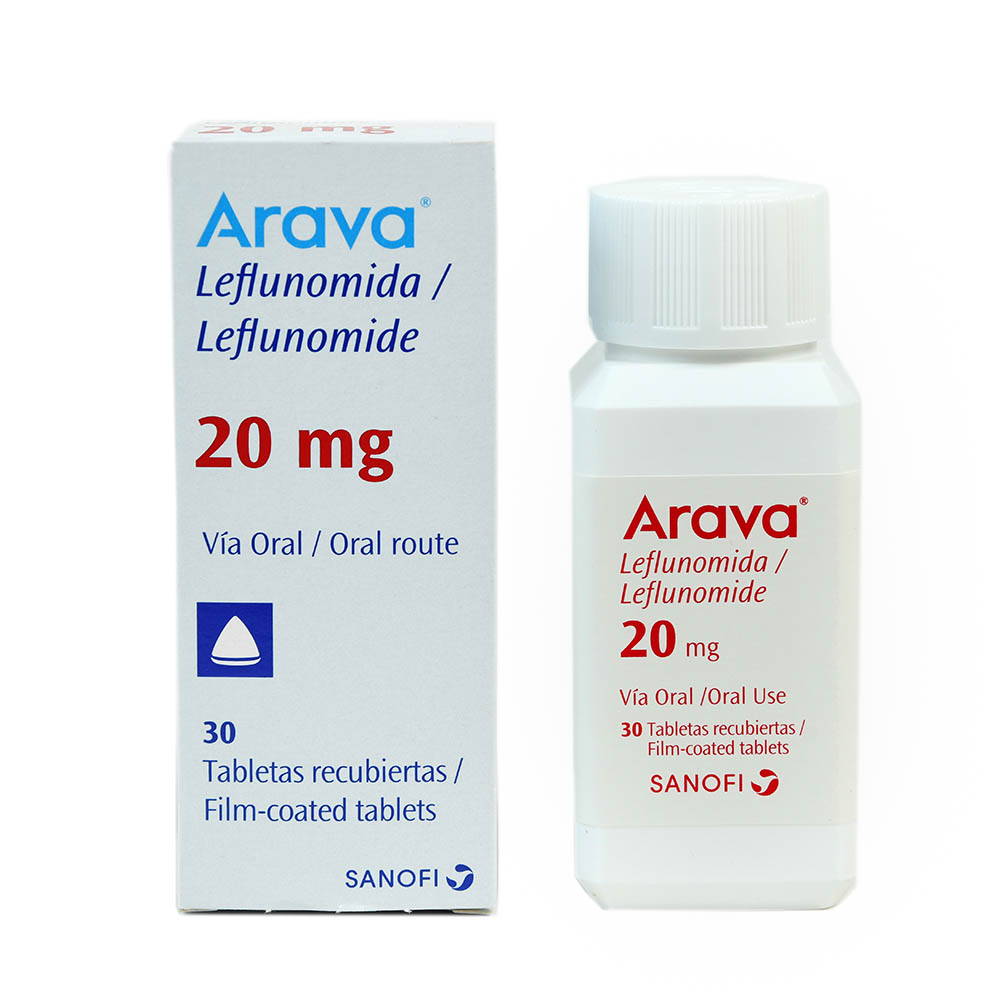 20 mg
Arava®
Leflunomida /
Leflunomide
20 mg
Vía Oral / Oral route
30
Tabletas recubiertas /
Film-coated tablets
SANOFI
Arava®
Leflunomida /
Leflunomide
20 mg
Vía Oral /Oral Use
30 Tabletas recubiertas /
Film-coated tablets
SANOFI